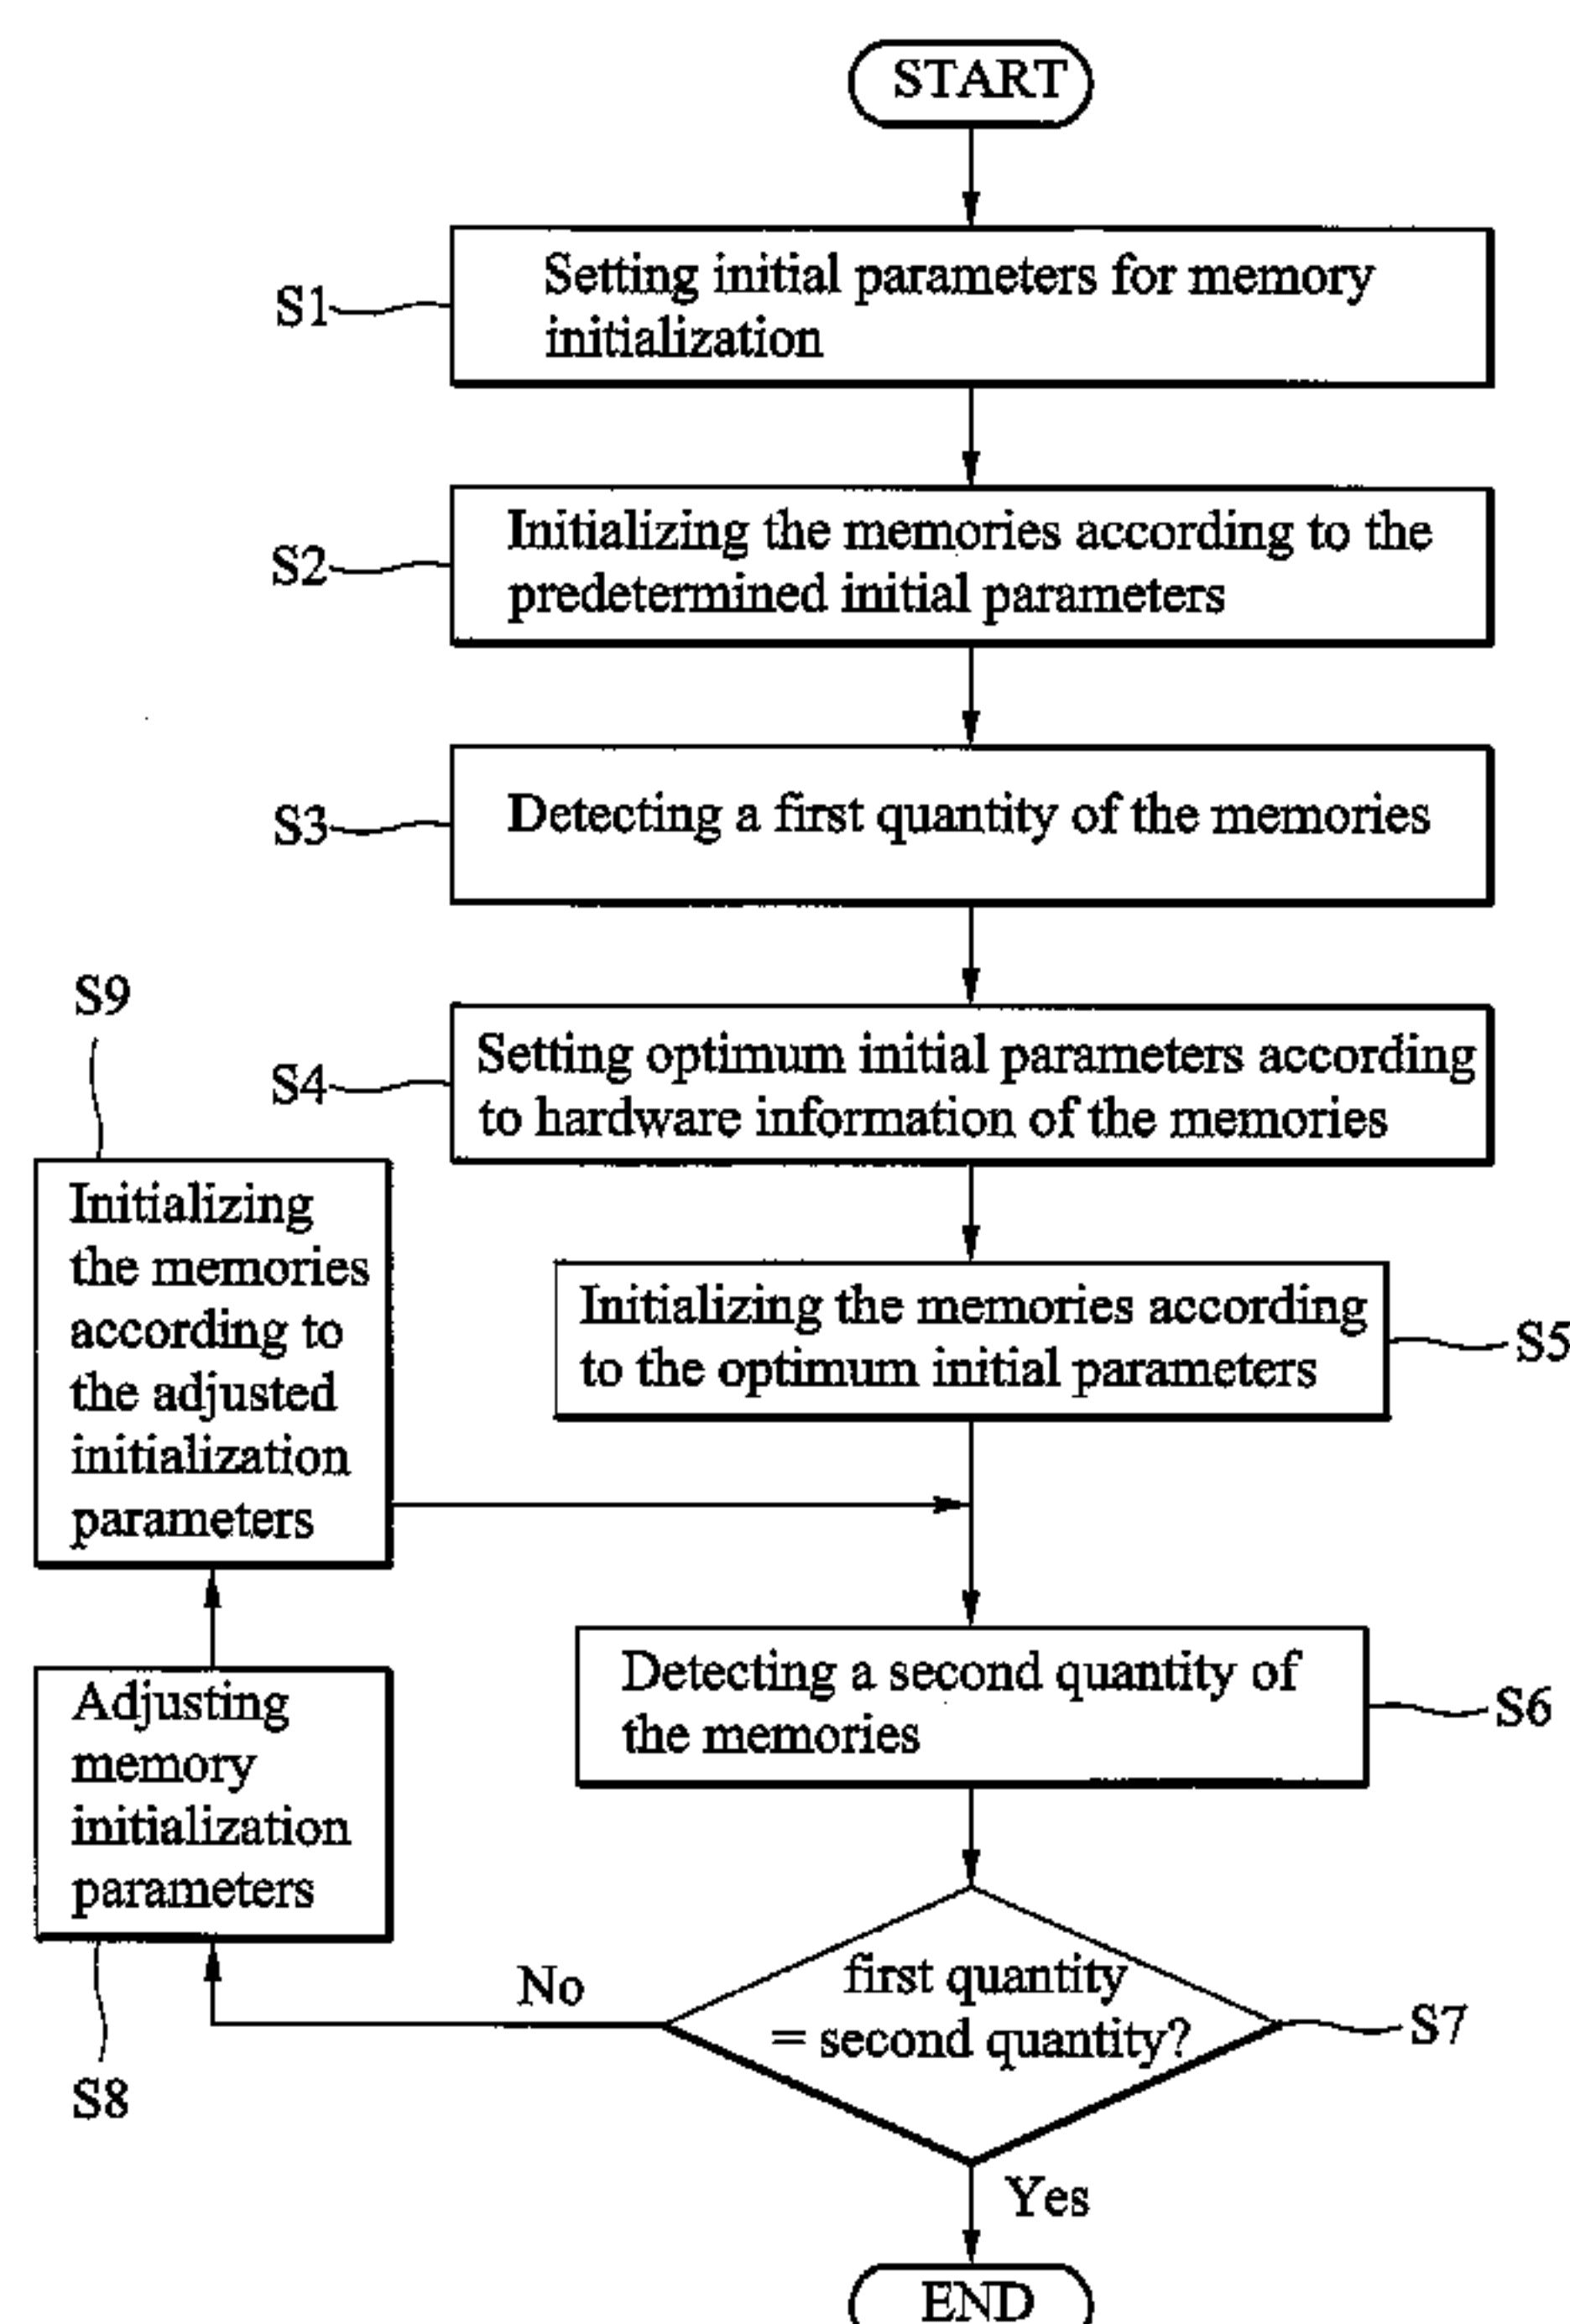 START
S1
Setting initial parameters for memory
initialization
S2
Initializing the memories according to the
predetermined initial parameters
S3
Detecting a first quantity of the memories
S4
Setting optimum initial parameters according
to hardware information of the memories
Initializing the memories according
to the optimum initial parameters
S5
Detecting a second quantity of
the memories
S6
first quantity
= second quantity?
S7
No
Adjusting
memory
initialization
parameters
S8
S9
Initializing
the memories
according to
the adjusted
initialization
parameters
Yes
END